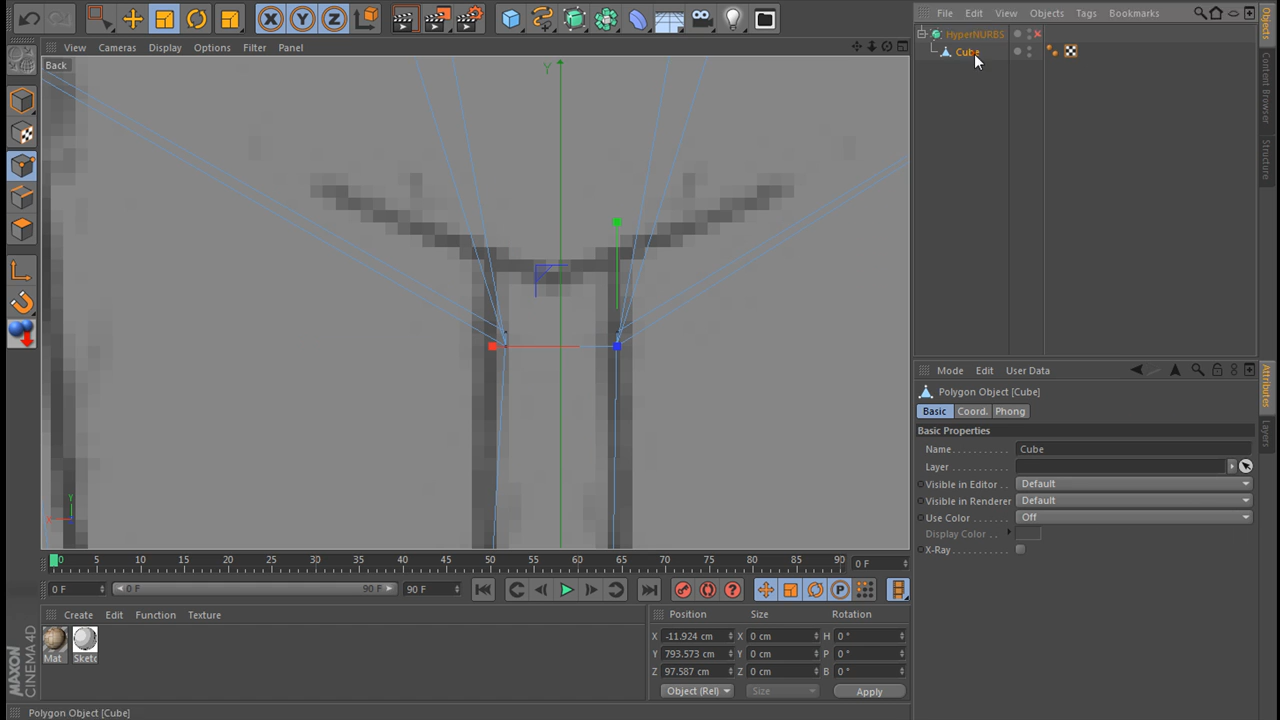 File Edit View Objects Tags Bookmarks
View Cameras Display Options Filter Panel
HyperNURBS
Cube
Back
Y
Objects
Content Browser
Structure
Mode Edit User Data
Polygon Object [Cube]
Basic Coord. Phong
Basic Properties
Name Cube
Layer
Visible in Editor Default
Visible in Renderer Default
Use Color Off
Display Color
X-Ray
Attributes
Layers
Y
X
0 5 10 15 20 25 30 35 40 45 50 55 60 65 70 75 80 85 90 0 F
0 F 0 F 90 F 90 F P
Create Edit Function Texture
Mat Sketc
Position Size Rotation
X -11.924 cm X 0 cm H 0 °
Y 793.573 cm Y 0 cm P 0 °
Z 97.587 cm Z 0 cm B 0 °
Object (Rel) Size Apply
MAXON
CINEMA 4D
Polygon Object [Cube]